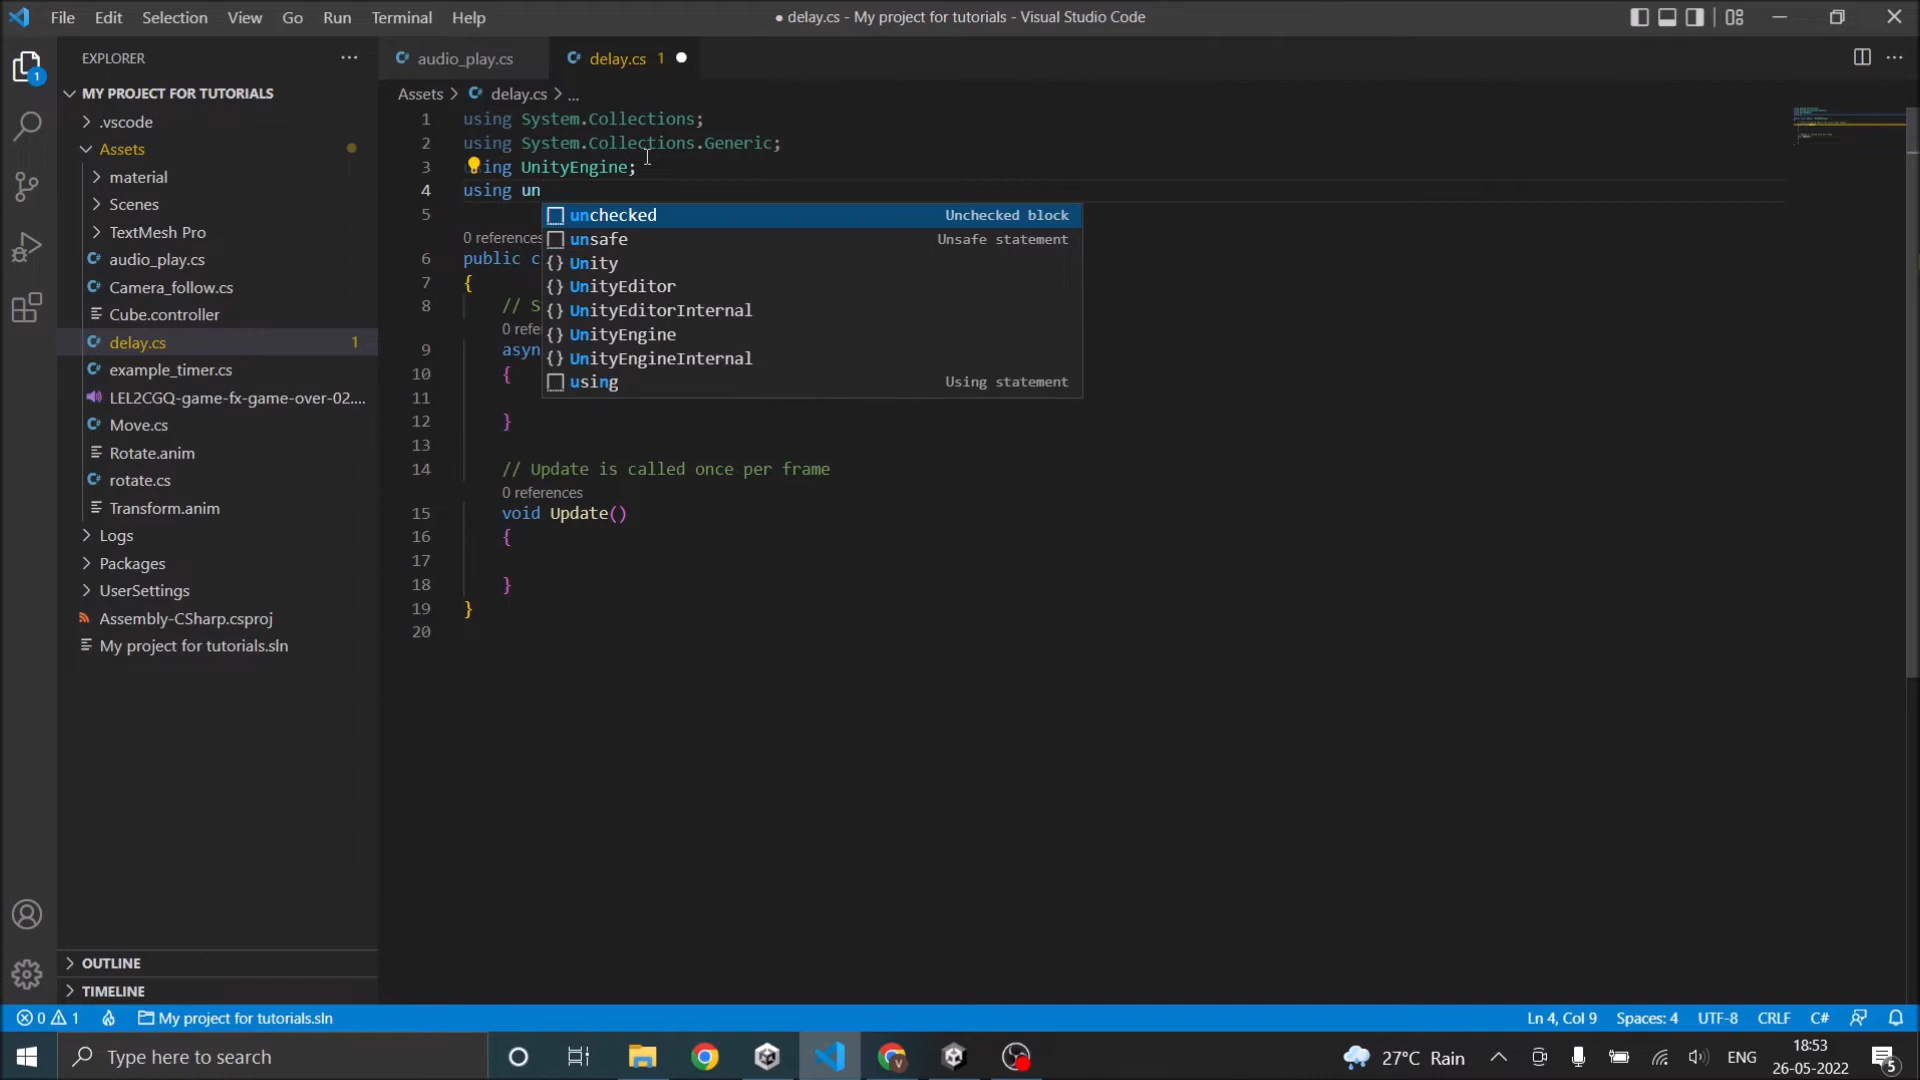 File Edit Selection View Go Run Terminal Help
● delay.cs - My project for tutorials - Visual Studio Code
EXPLORER
MY PROJECT FOR TUTORIALS
.vscode
Assets
material
Scenes
TextMesh Pro
audio_play.cs
Camera_follow.cs
Cube.controller
delay.cs 1
example_timer.cs
LEL2CGQ-game-fx-game-over-02....
Move.cs
Rotate.anim
rotate.cs
Transform.anim
Logs
Packages
UserSettings
Assembly-CSharp.csproj
My project for tutorials.sln
OUTLINE
TIMELINE
1
audio_play.cs
delay.cs 1
Assets > delay.cs > ...
1 using System.Collections;
2 using System.Collections.Generic;
3 ing UnityEngine;
4 using un
5
0 references
6 public c
7 {
8 // S
0 refe
9 asyn
10 {
11
12 }
13
14 // Update is called once per frame
0 references
15 void Update()
16 {
17
18 }
19 }
20
unchecked Unchecked block
unsafe Unsafe statement
{} Unity
{} UnityEditor
{} UnityEditorInternal
{} UnityEngine
{} UnityEngineInternal
using Using statement
0 1 My project for tutorials.sln
Ln 4, Col 9 Spaces: 4 UTF-8 CRLF C#
Type here to search
27°C Rain
ENG
18:53
26-05-2022
5